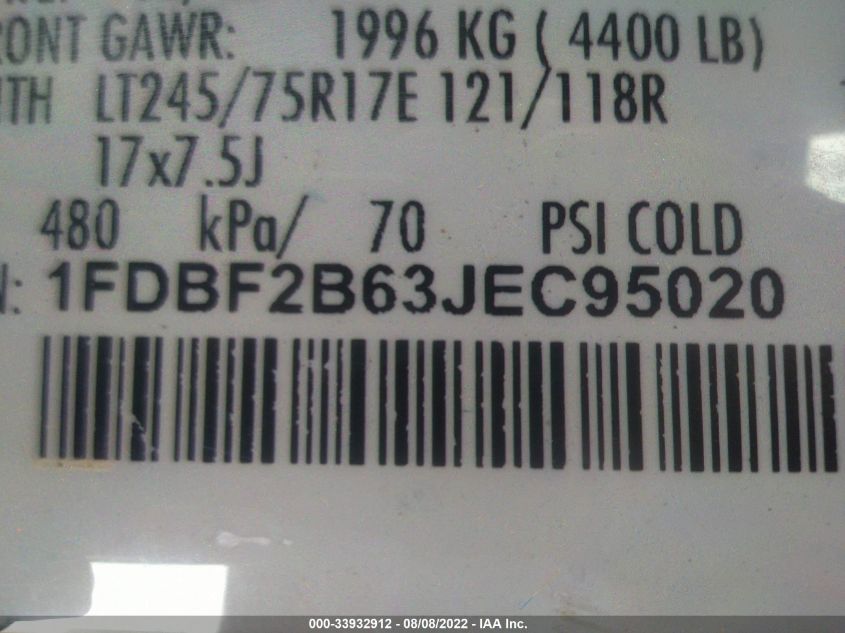 RONT GAWR: 1996 KG ( 4400 LB)
ITH LT245/75R17E 121/118R
17x7.5J
480 kPa/ 70 PSI COLD
N: 1FDBF2B63JEC95020
000-33932912 - 08/08/2022 - IAA Inc.